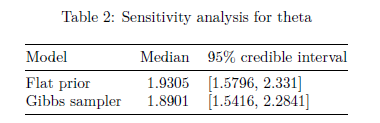 Table 2: Sensitivity analysis for theta
Model Median 95% credible interval
Flat prior 1.9305 [1.5796, 2.331]
Gibbs sampler 1.8901 [1.5416, 2.2841]